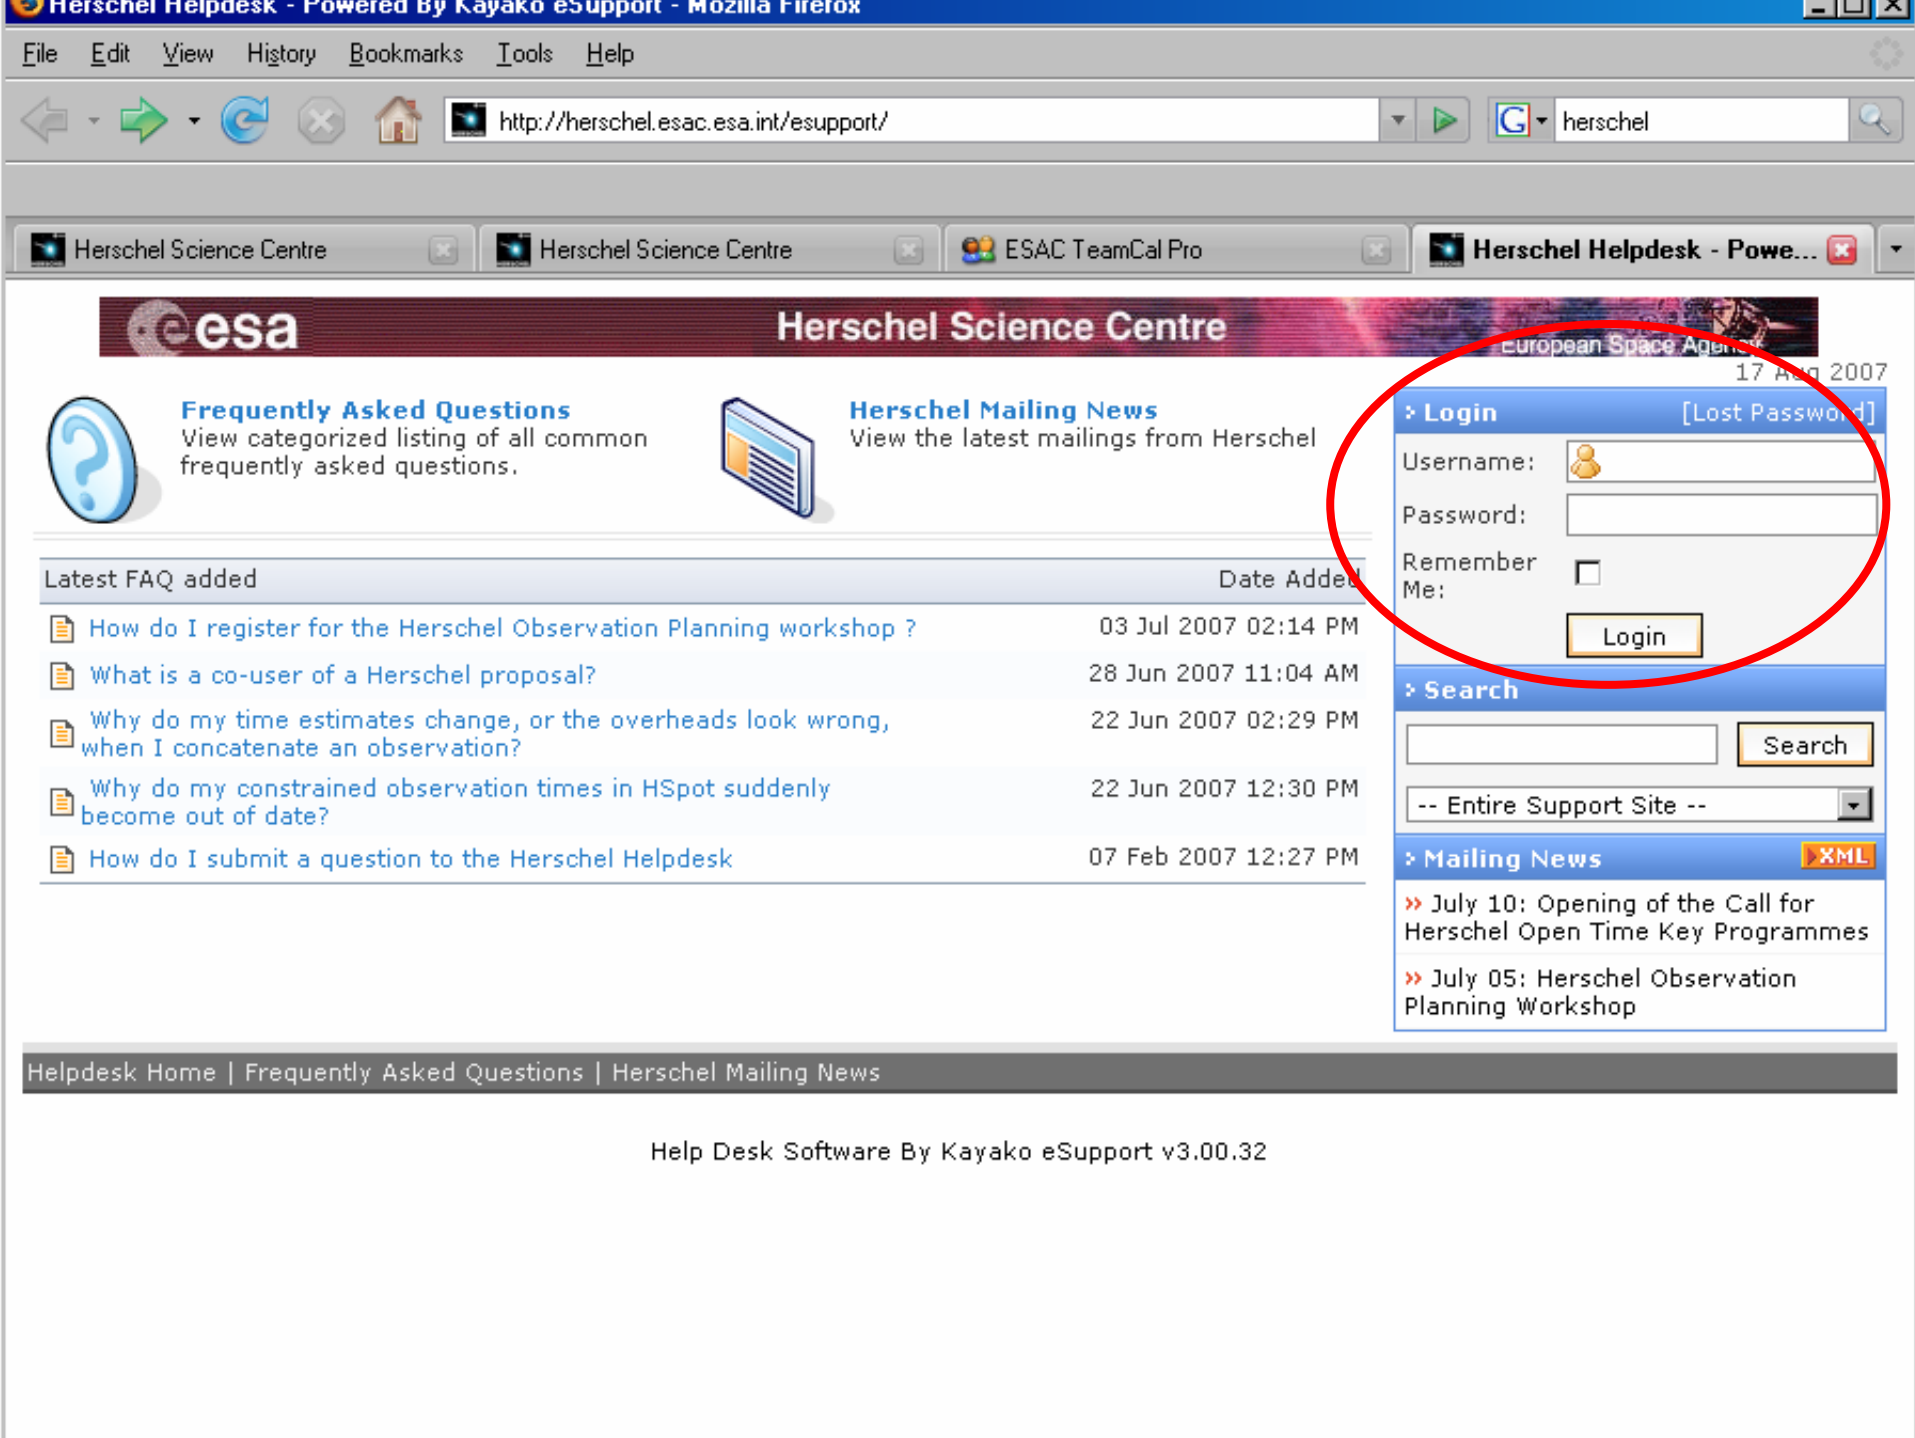 Herschel Helpdesk - Powered By Kayako eSupport - Mozilla Firefox
File Edit View History Bookmarks Tools Help
http://herschel.esac.esa.int/esupport/
G herschel
Herschel Science Centre
Herschel Science Centre
ESAC TeamCal Pro
Herschel Helpdesk - Powe...
esa
Herschel Science Centre
European Space Agency
17 Aug 2007
Frequently Asked Questions
View categorized listing of all common
frequently asked questions.
Herschel Mailing News
View the latest mailings from Herschel
Login [Lost Password]
Username:
Password:
Remember
Me:
Login
Latest FAQ added Date Added
How do I register for the Herschel Observation Planning workshop ? 03 Jul 2007 02:14 PM
What is a co-user of a Herschel proposal? 28 Jun 2007 11:04 AM
Why do my time estimates change, or the overheads look wrong, 22 Jun 2007 02:29 PM
when I concatenate an observation?
Why do my constrained observation times in HSpot suddenly 22 Jun 2007 12:30 PM
become out of date?
How do I submit a question to the Herschel Helpdesk 07 Feb 2007 12:27 PM
Search
Search
-- Entire Support Site --
Mailing News XML
» July 10: Opening of the Call for
Herschel Open Time Key Programmes
» July 05: Herschel Observation
Planning Workshop
Helpdesk Home | Frequently Asked Questions | Herschel Mailing News
Help Desk Software By Kayako eSupport v3.00.32